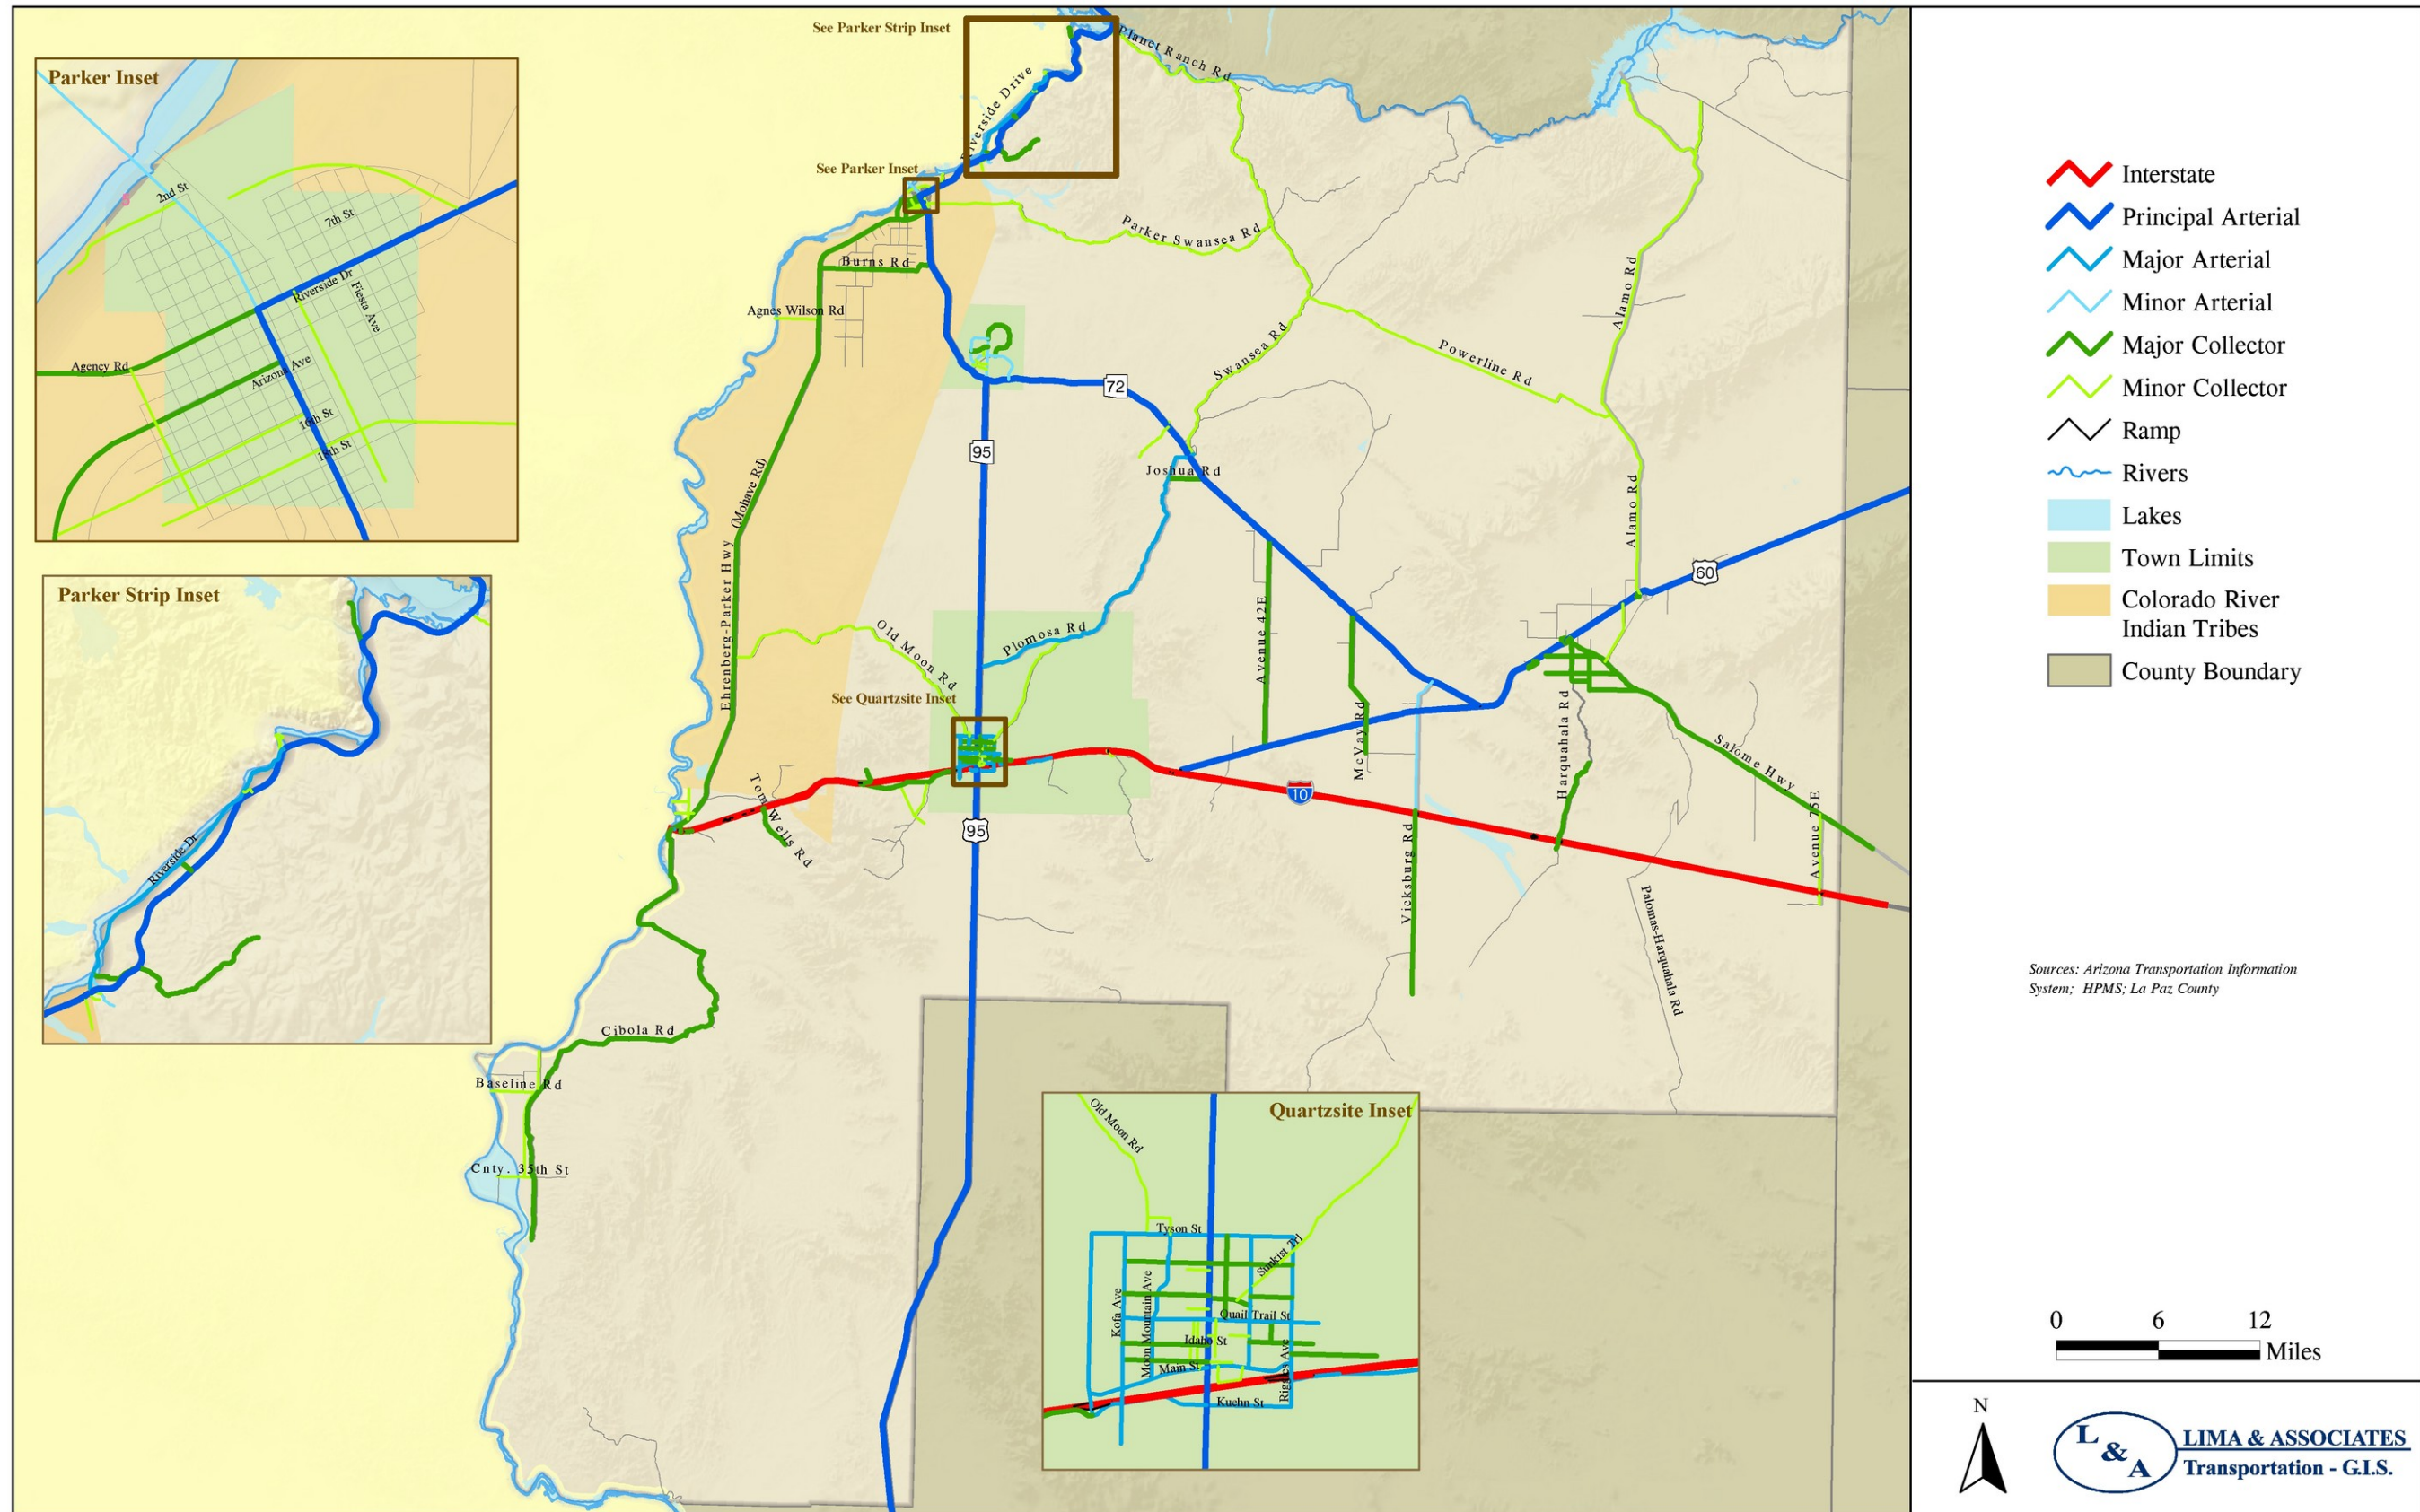 See Parker Strip Inset
Planet Ranch Rd
Riverside Drive
See Parker Inset
Parker Swansea Rd
Burns Rd
Agnes Wilson Rd
72
Swansea Rd
Powerline Rd
Alamo Rd
95
Joshua Rd
(Mohave Rd)
Ehrenberg-Parker Hwy
Alamo Rd
60
Avenue 42E
Old Moon Rd
Plomosa Rd
See Quartzsite Inset
McVay Rd
Harquahala Rd
Salome Hwy
Tom Wells Rd
10
95
Vicksburg Rd
Avenue 75E
Palomas-Harquahala Rd
Cibola Rd
Baseline Rd
Cnty. 35th St
Parker Inset
2nd St
7th St
Riverside Dr
Fiesta Ave
Agency Rd
Arizona Ave
16th St
18th St
Parker Strip Inset
Riverside Dr
Quartzsite Inset
Old Moon Rd
Tyson St
Sunkist Trl
Kofa Ave
Moon Mountain Ave
Quail Trail St
Idaho St
Main St
Riggles Ave
Kuehn St
Interstate
Principal Arterial
Major Arterial
Minor Arterial
Major Collector
Minor Collector
Ramp
Rivers
Lakes
Town Limits
Colorado River
Indian Tribes
County Boundary
Sources: Arizona Transportation Information
System; HPMS; La Paz County
0 6 12
Miles
N
L & A
LIMA & ASSOCIATES
Transportation - G.I.S.